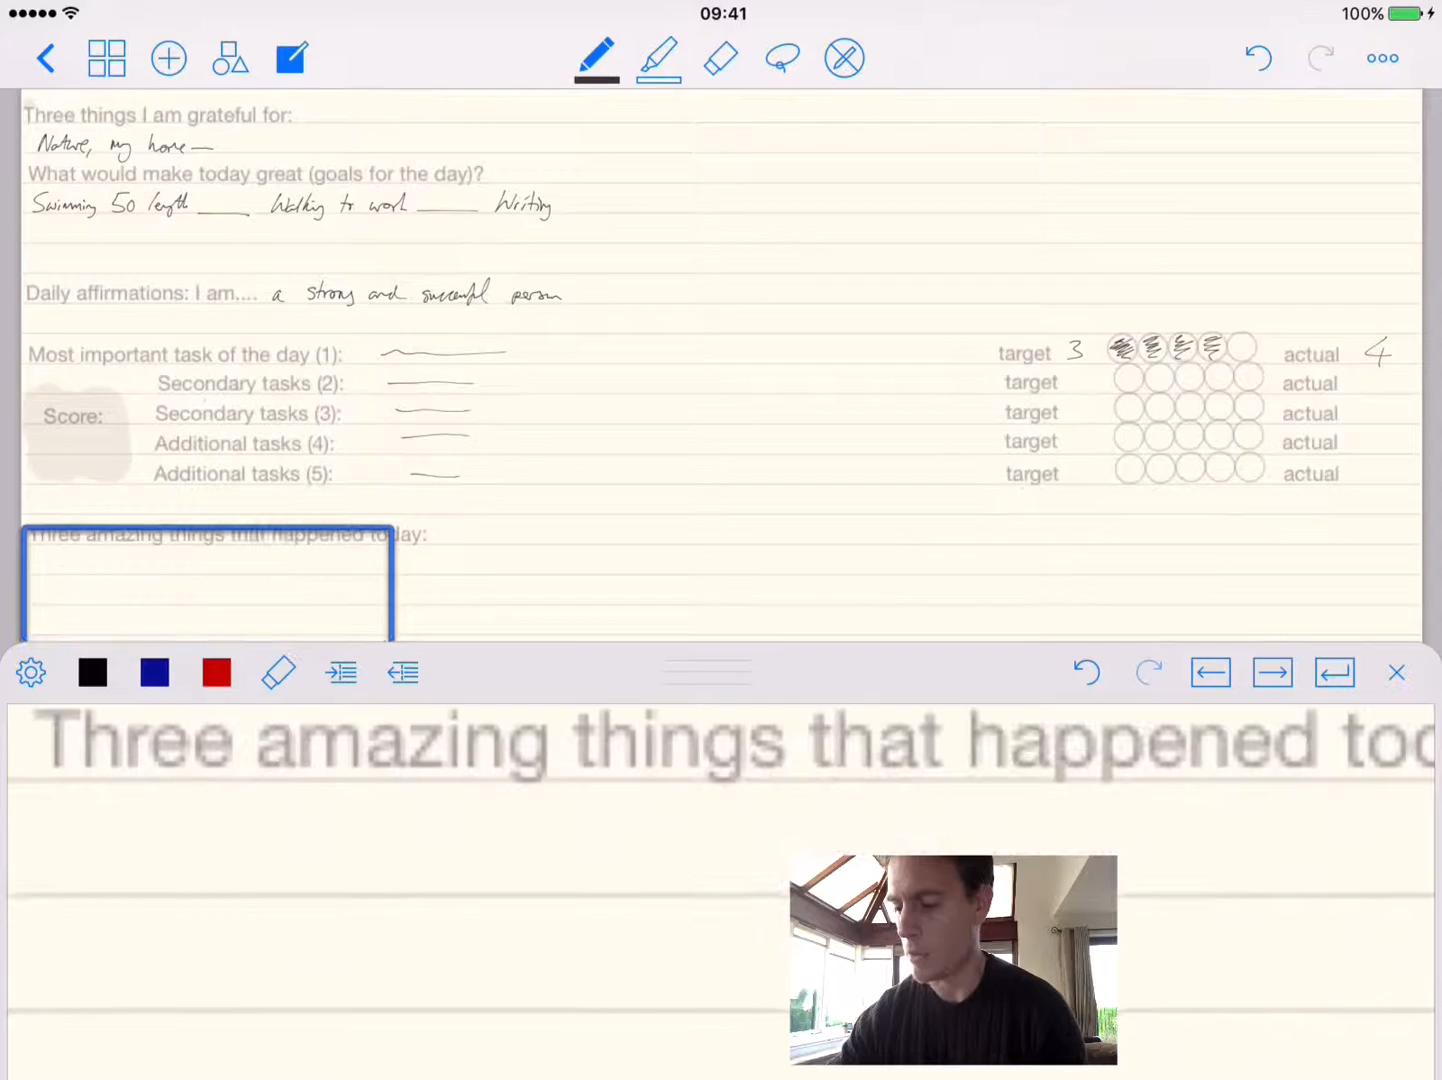 09:41
100%
Three things I am grateful for:
Nature, my home
What would make today great (goals for the day)?
Swimming 50 length Walking to work Writing
Daily affirmations: I am.... a strong and successful person
Most important task of the day (1): target 3 actual 4
Secondary tasks (2): target actual
Score: Secondary tasks (3): target actual
Additional tasks (4): target actual
Additional tasks (5): target actual
Three amazing things that happened today:
Three amazing things that happened tod